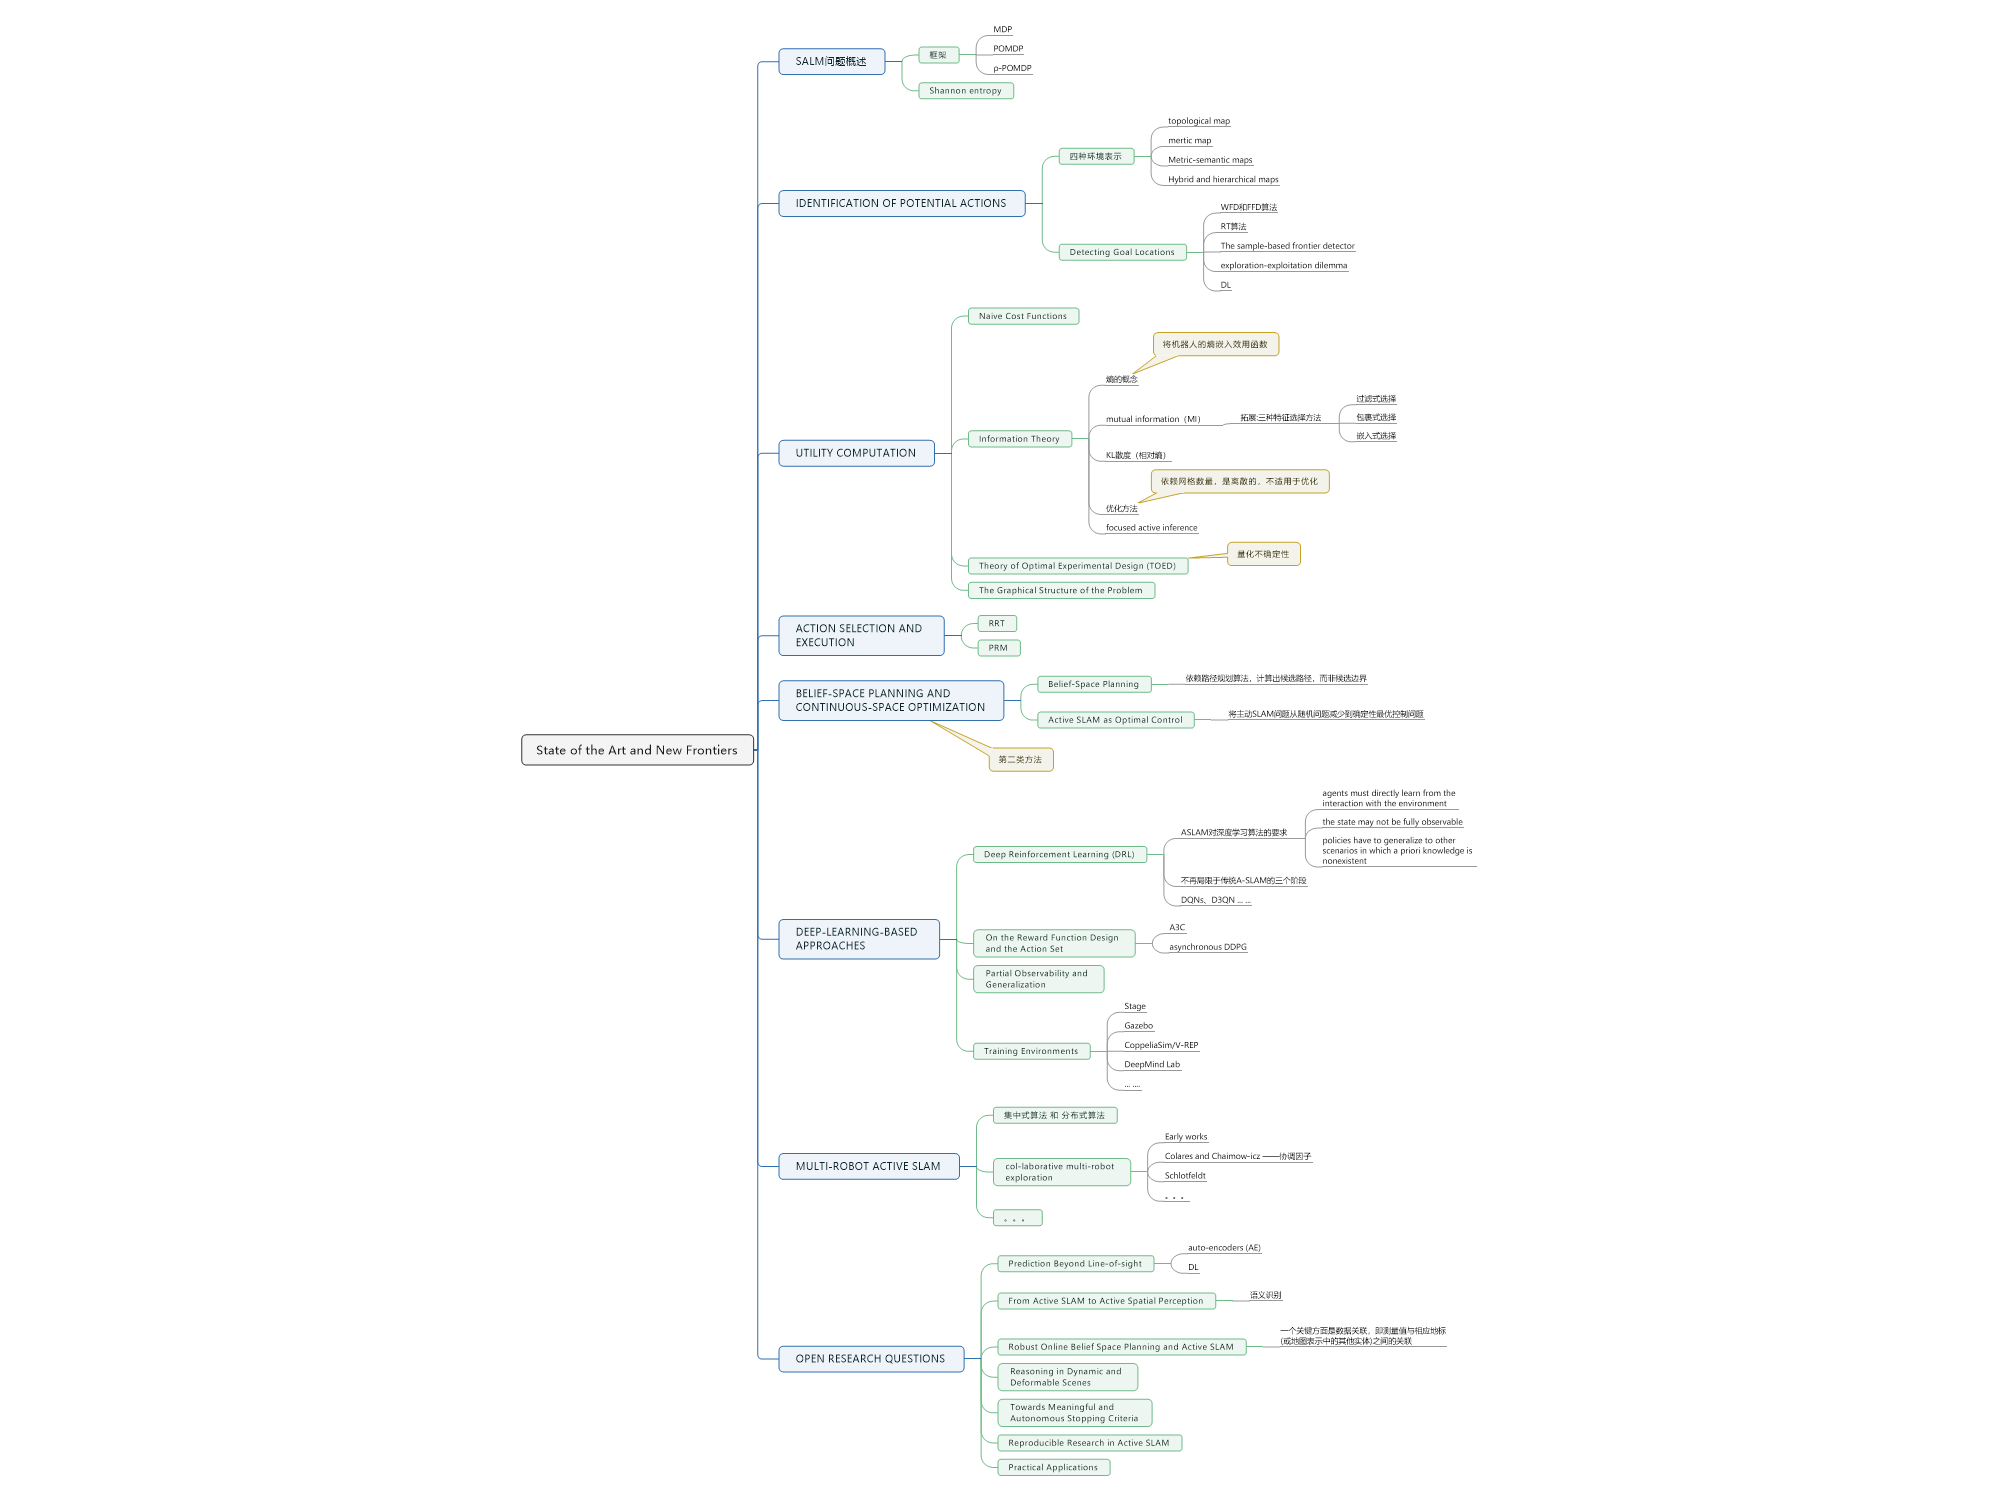 State of the Art and New Frontiers
SALM问题概述
框架
MDP
POMDP
ρ-POMDP
Shannon entropy
IDENTIFICATION OF POTENTIAL ACTIONS
四种环境表示
topological map
mertic map
Metric-semantic maps
Hybrid and hierarchical maps
Detecting Goal Locations
WFD和FFD算法
RT算法
The sample-based frontier detector
exploration-exploitation dilemma
DL
UTILITY COMPUTATION
Naive Cost Functions
Information Theory
将机器人的熵嵌入效用函数
熵的概念
mutual information（MI）
拓展:三种特征选择方法
过滤式选择
包裹式选择
嵌入式选择
KL散度（相对熵）
依赖网格数量，是离散的，不适用于优化
优化方法
focused active inference
Theory of Optimal Experimental Design (TOED)
量化不确定性
The Graphical Structure of the Problem
ACTION SELECTION AND
EXECUTION
RRT
PRM
BELIEF-SPACE PLANNING AND
CONTINUOUS-SPACE OPTIMIZATION
第二类方法
Belief-Space Planning
依赖路径规划算法，计算出候选路径，而非候选边界
Active SLAM as Optimal Control
将主动SLAM问题从随机问题减少到确定性最优控制问题
DEEP-LEARNING-BASED
APPROACHES
Deep Reinforcement Learning (DRL)
ASLAM对深度学习算法的要求
agents must directly learn from the
interaction with the environment
the state may not be fully observable
policies have to generalize to other
scenarios in which a priori knowledge is
nonexistent
不再局限于传统A-SLAM的三个阶段
DQNs、D3QN ... ...
On the Reward Function Design
and the Action Set
A3C
asynchronous DDPG
Partial Observability and
Generalization
Training Environments
Stage
Gazebo
CoppeliaSim/V-REP
DeepMind Lab
... ....
MULTI-ROBOT ACTIVE SLAM
集中式算法 和 分布式算法
col-laborative multi-robot
exploration
Early works
Colares and Chaimow-icz ——协调因子
Schlotfeldt
。。。
。。。
OPEN RESEARCH QUESTIONS
Prediction Beyond Line-of-sight
auto-encoders (AE)
DL
From Active SLAM to Active Spatial Perception
语义识别
Robust Online Belief Space Planning and Active SLAM
一个关键方面是数据关联，即测量值与相应地标
(或地图表示中的其他实体)之间的关联
Reasoning in Dynamic and
Deformable Scenes
Towards Meaningful and
Autonomous Stopping Criteria
Reproducible Research in Active SLAM
Practical Applications